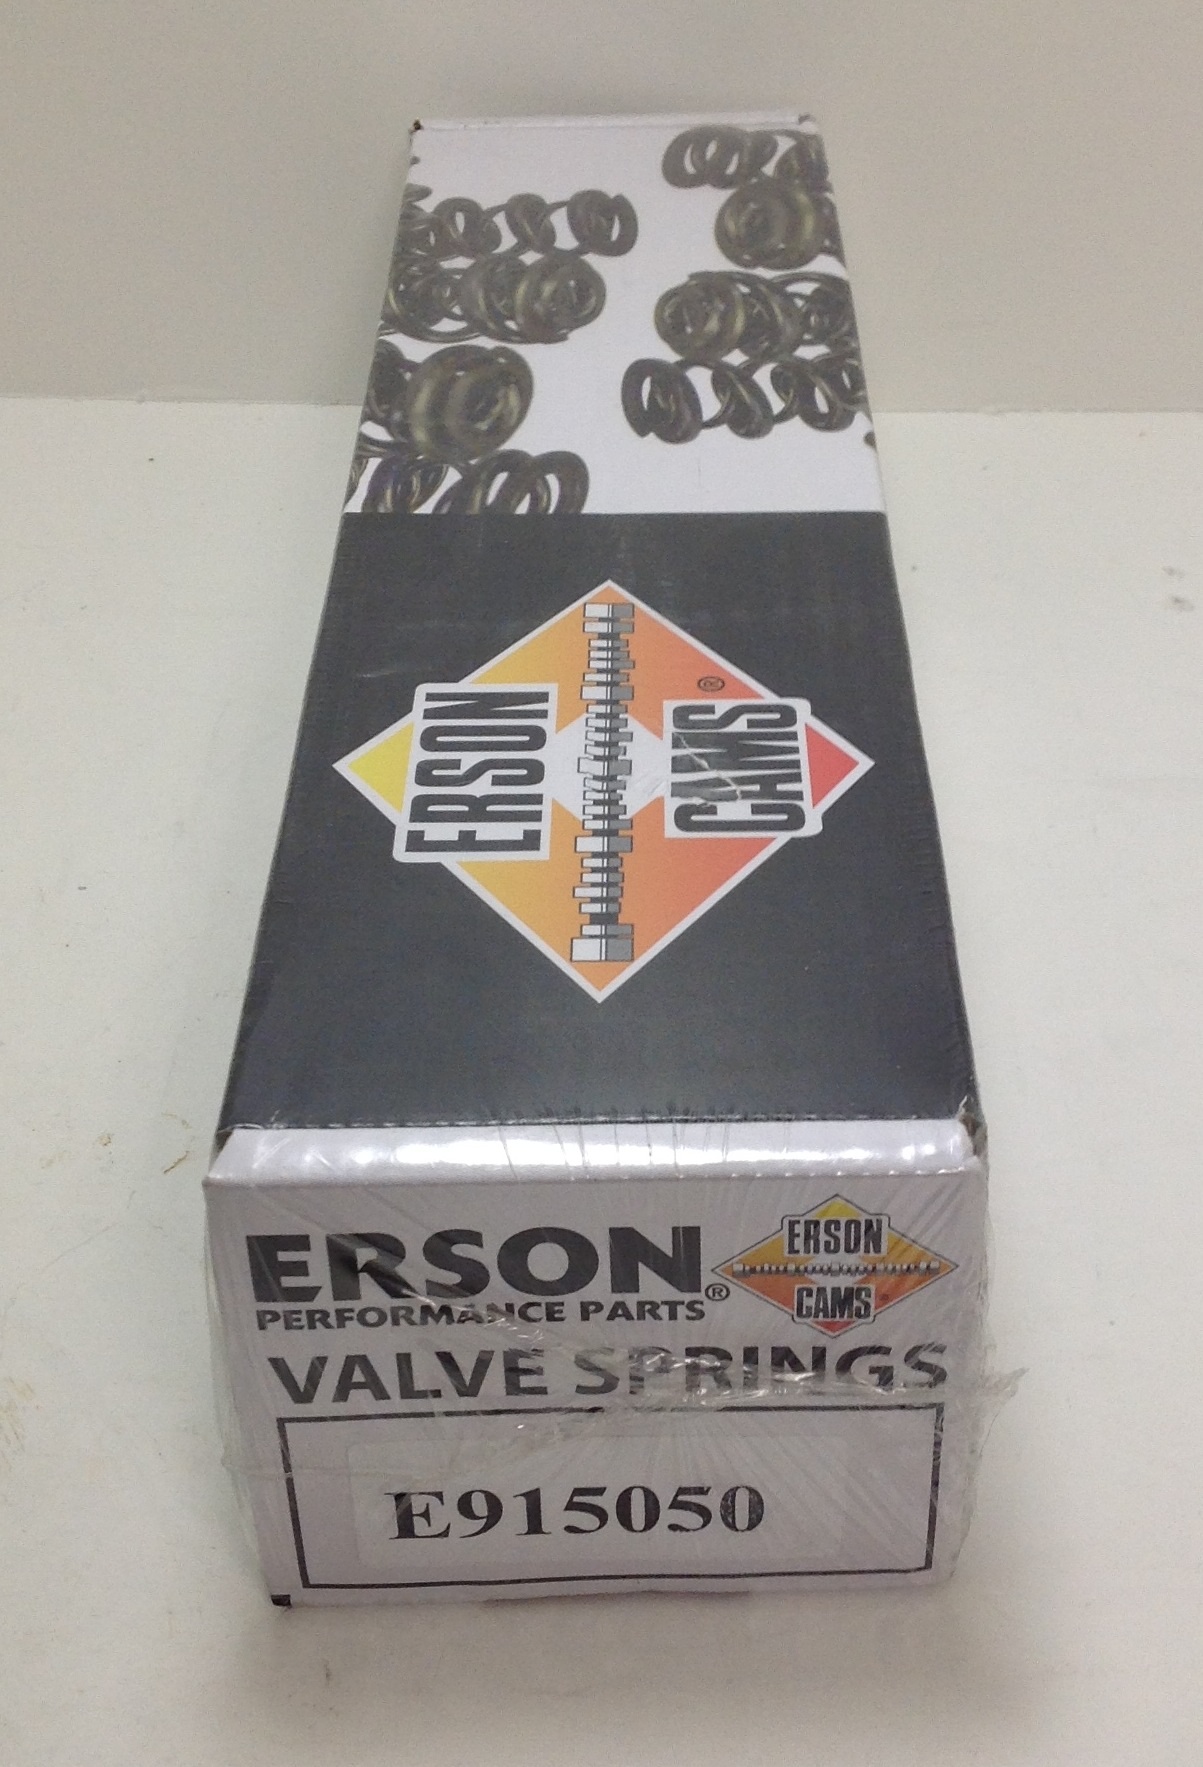 ERSON
CAMS®
ERSON®
PERFORMANCE PARTS
ERSON
CAMS®
VALVE SPRINGS
E915050